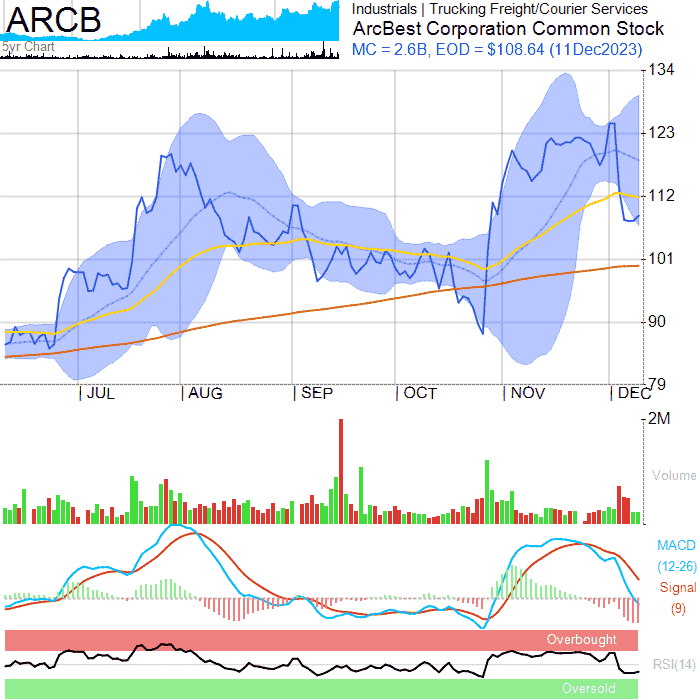 ARCB
5yr Chart
Industrials | Trucking Freight/Courier Services
ArcBest Corporation Common Stock
MC = 2.6B, EOD = $108.64 (11Dec2023)
134
123
112
101
90
79
JUL AUG SEP OCT NOV DEC
2M
Volume
MACD
(12-26)
Signal
(9)
Overbought
RSI(14)
Oversold